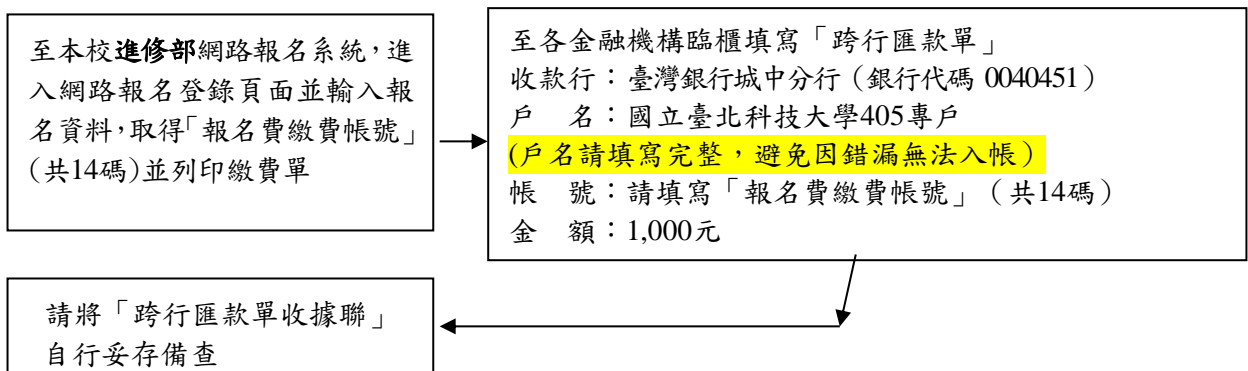 至本校進修部網路報名系統，進
入網路報名登錄頁面並輸入報
名資料，取得「報名費繳費帳號」
(共14碼)並列印繳費單
至各金融機構臨櫃填寫「跨行匯款單」
收款行：臺灣銀行城中分行（銀行代碼 0040451）
戶　名：國立臺北科技大學405專戶
(戶名請填寫完整，避免因錯漏無法入帳）
帳　號：請填寫「報名費繳費帳號」（共14碼）
金　額：1,000元
請將「跨行匯款單收據聯」
自行妥存備查